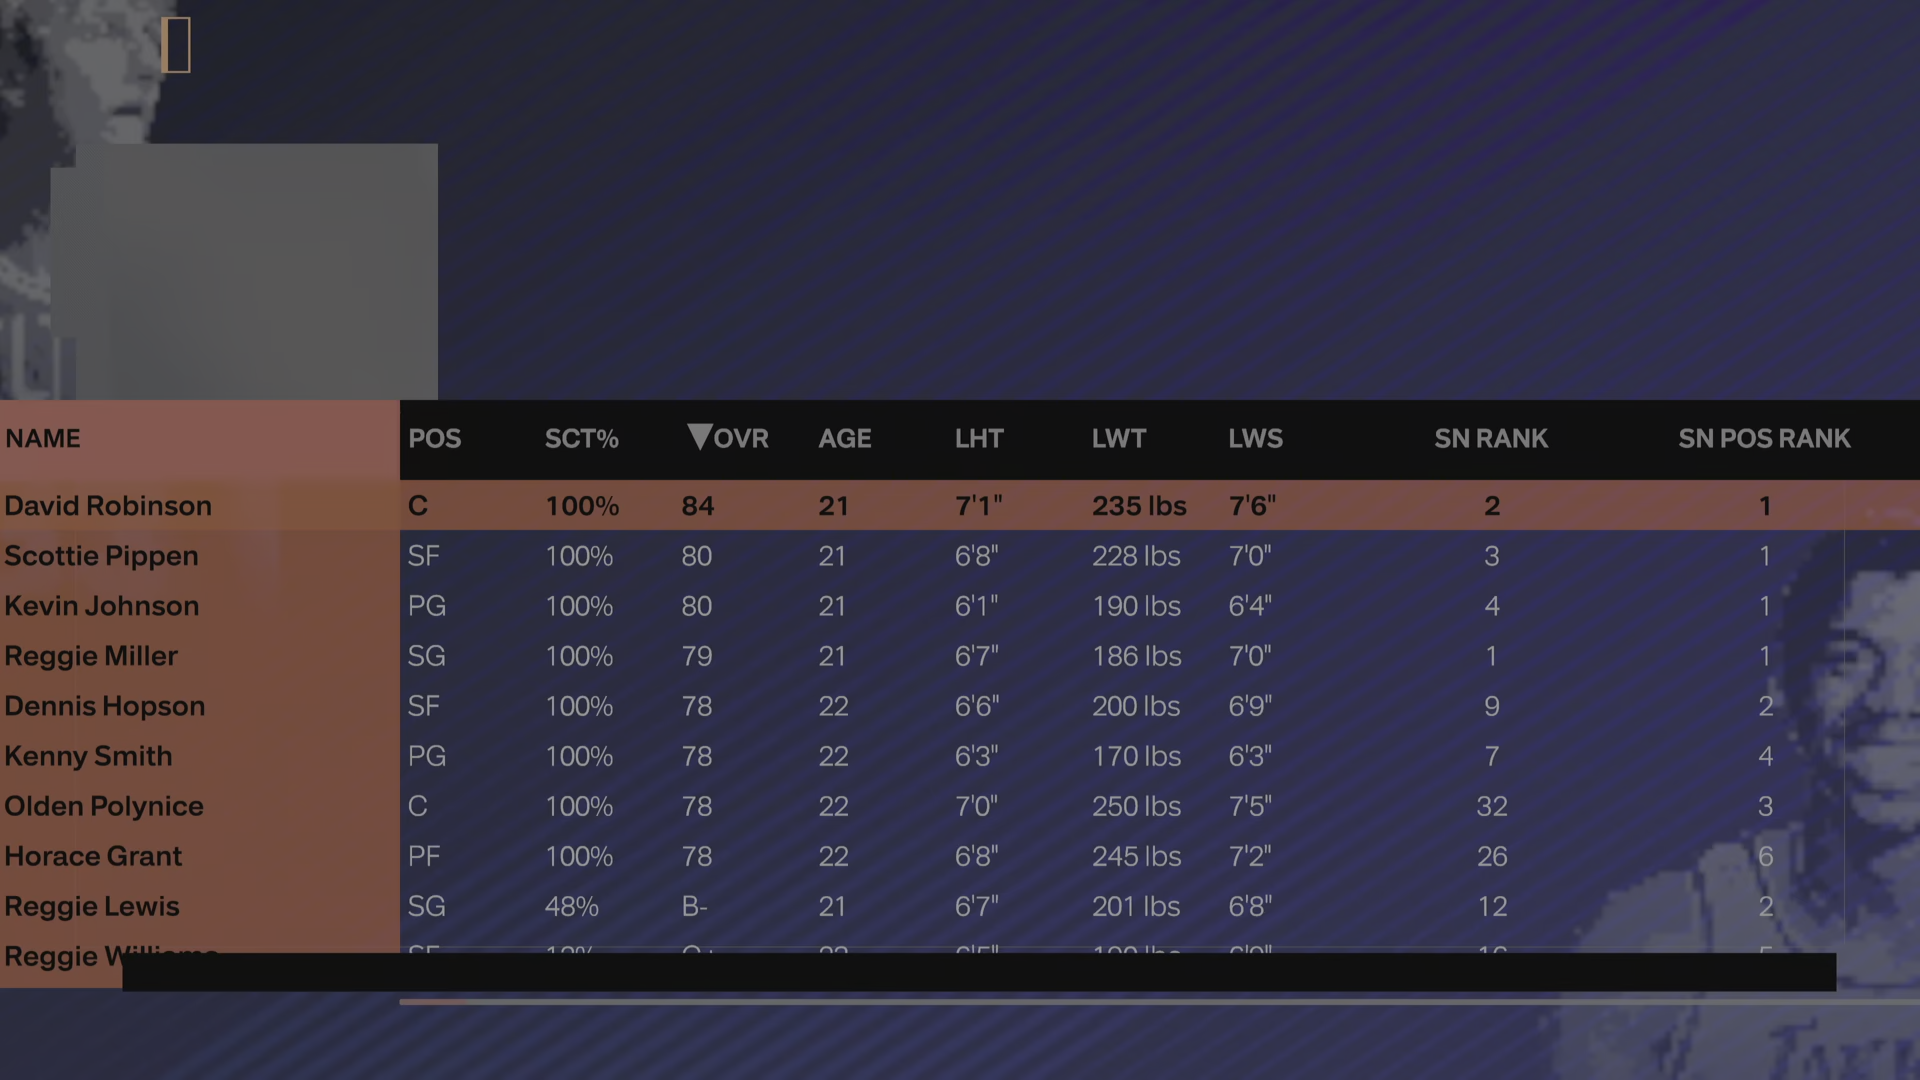 NAME POS SCT% ▼OVR AGE LHT LWT LWS SN RANK SN POS RANK
David Robinson C 100% 84 21 7'1" 235 lbs 7'6" 2 1
Scottie Pippen SF 100% 80 21 6'8" 228 lbs 7'0" 3 1
Kevin Johnson PG 100% 80 21 6'1" 190 lbs 6'4" 4 1
Reggie Miller SG 100% 79 21 6'7" 186 lbs 7'0" 1 1
Dennis Hopson SF 100% 78 22 6'6" 200 lbs 6'9" 9 2
Kenny Smith PG 100% 78 22 6'3" 170 lbs 6'3" 7 4
Olden Polynice C 100% 78 22 7'0" 250 lbs 7'5" 32 3
Horace Grant PF 100% 78 22 6'8" 245 lbs 7'2" 26 6
Reggie Lewis SG 48% B- 21 6'7" 201 lbs 6'8" 12 2
Reggie Williams